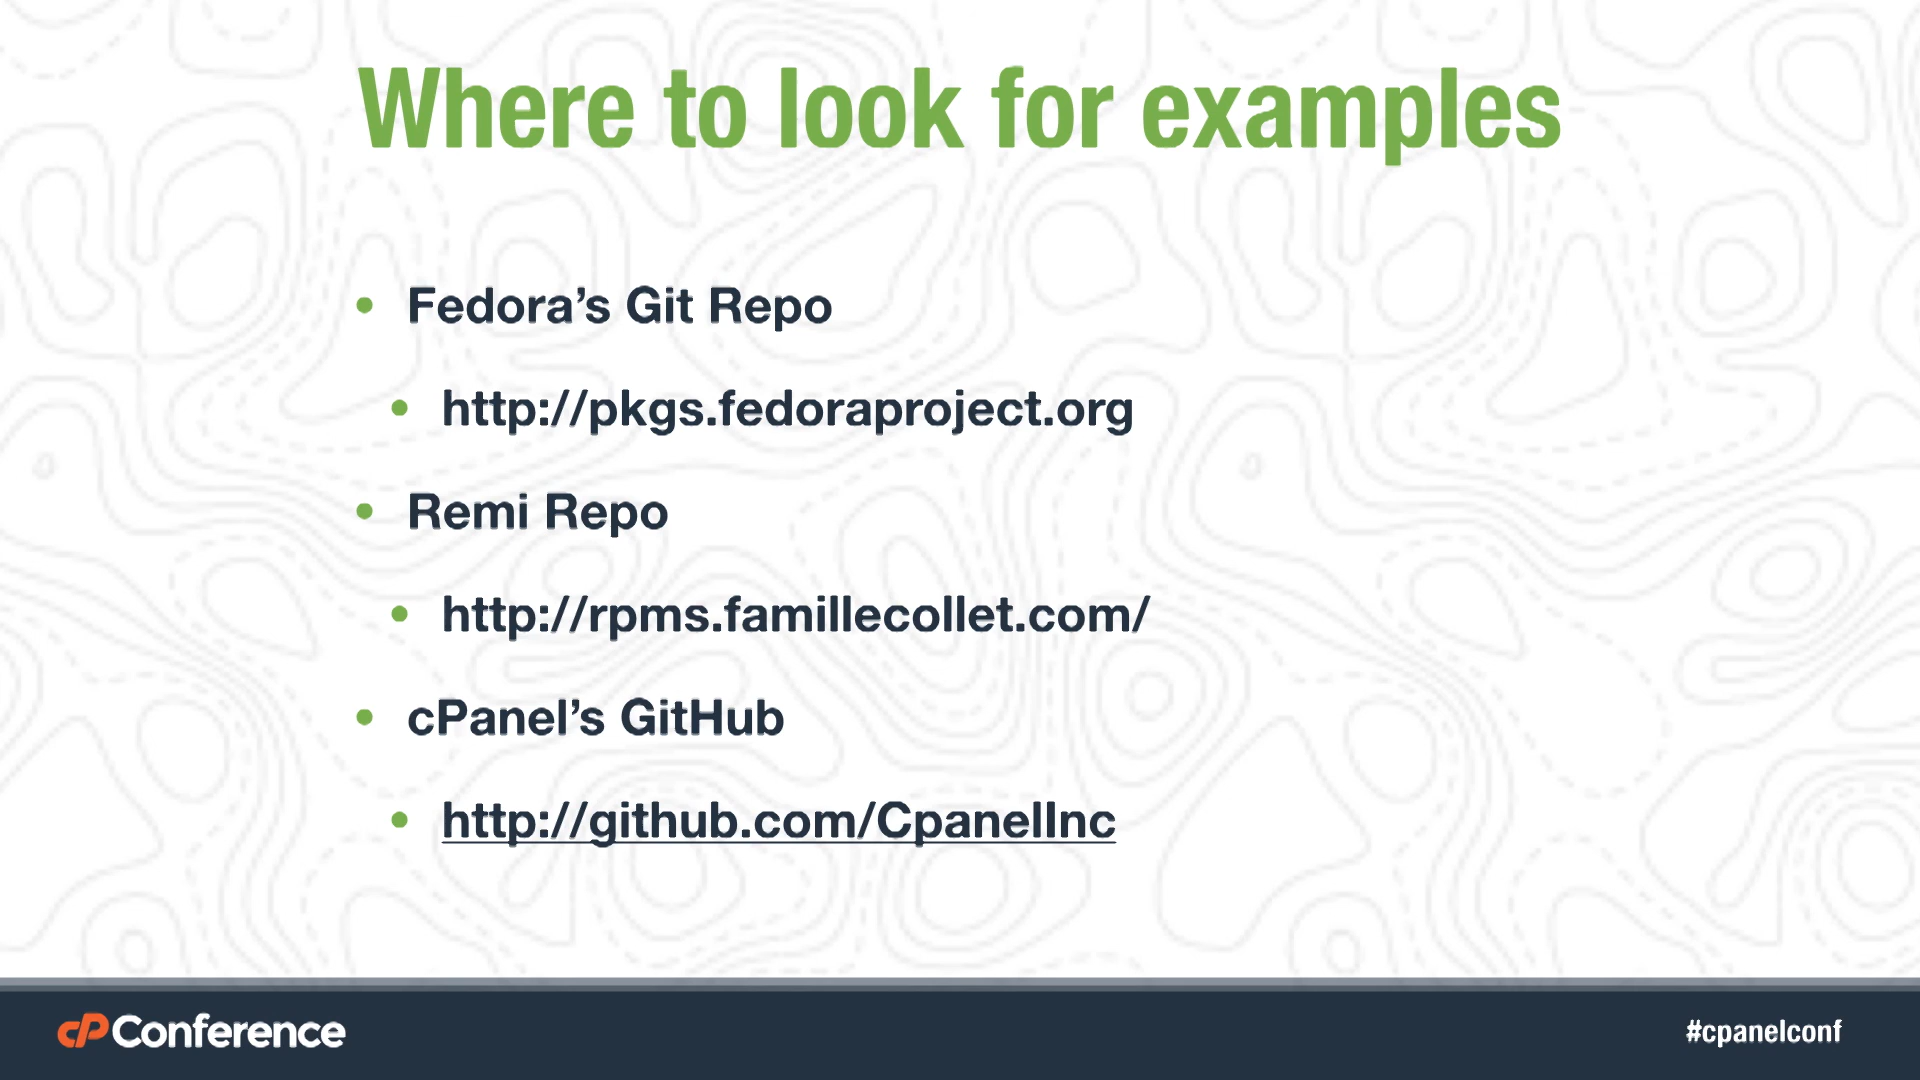 Where to look for examples
• Fedora’s Git Repo
• http://pkgs.fedoraproject.org
• Remi Repo
• http://rpms.famillecollet.com/
• cPanel’s GitHub
• http://github.com/CpanelInc
cPConference
#cpanelconf